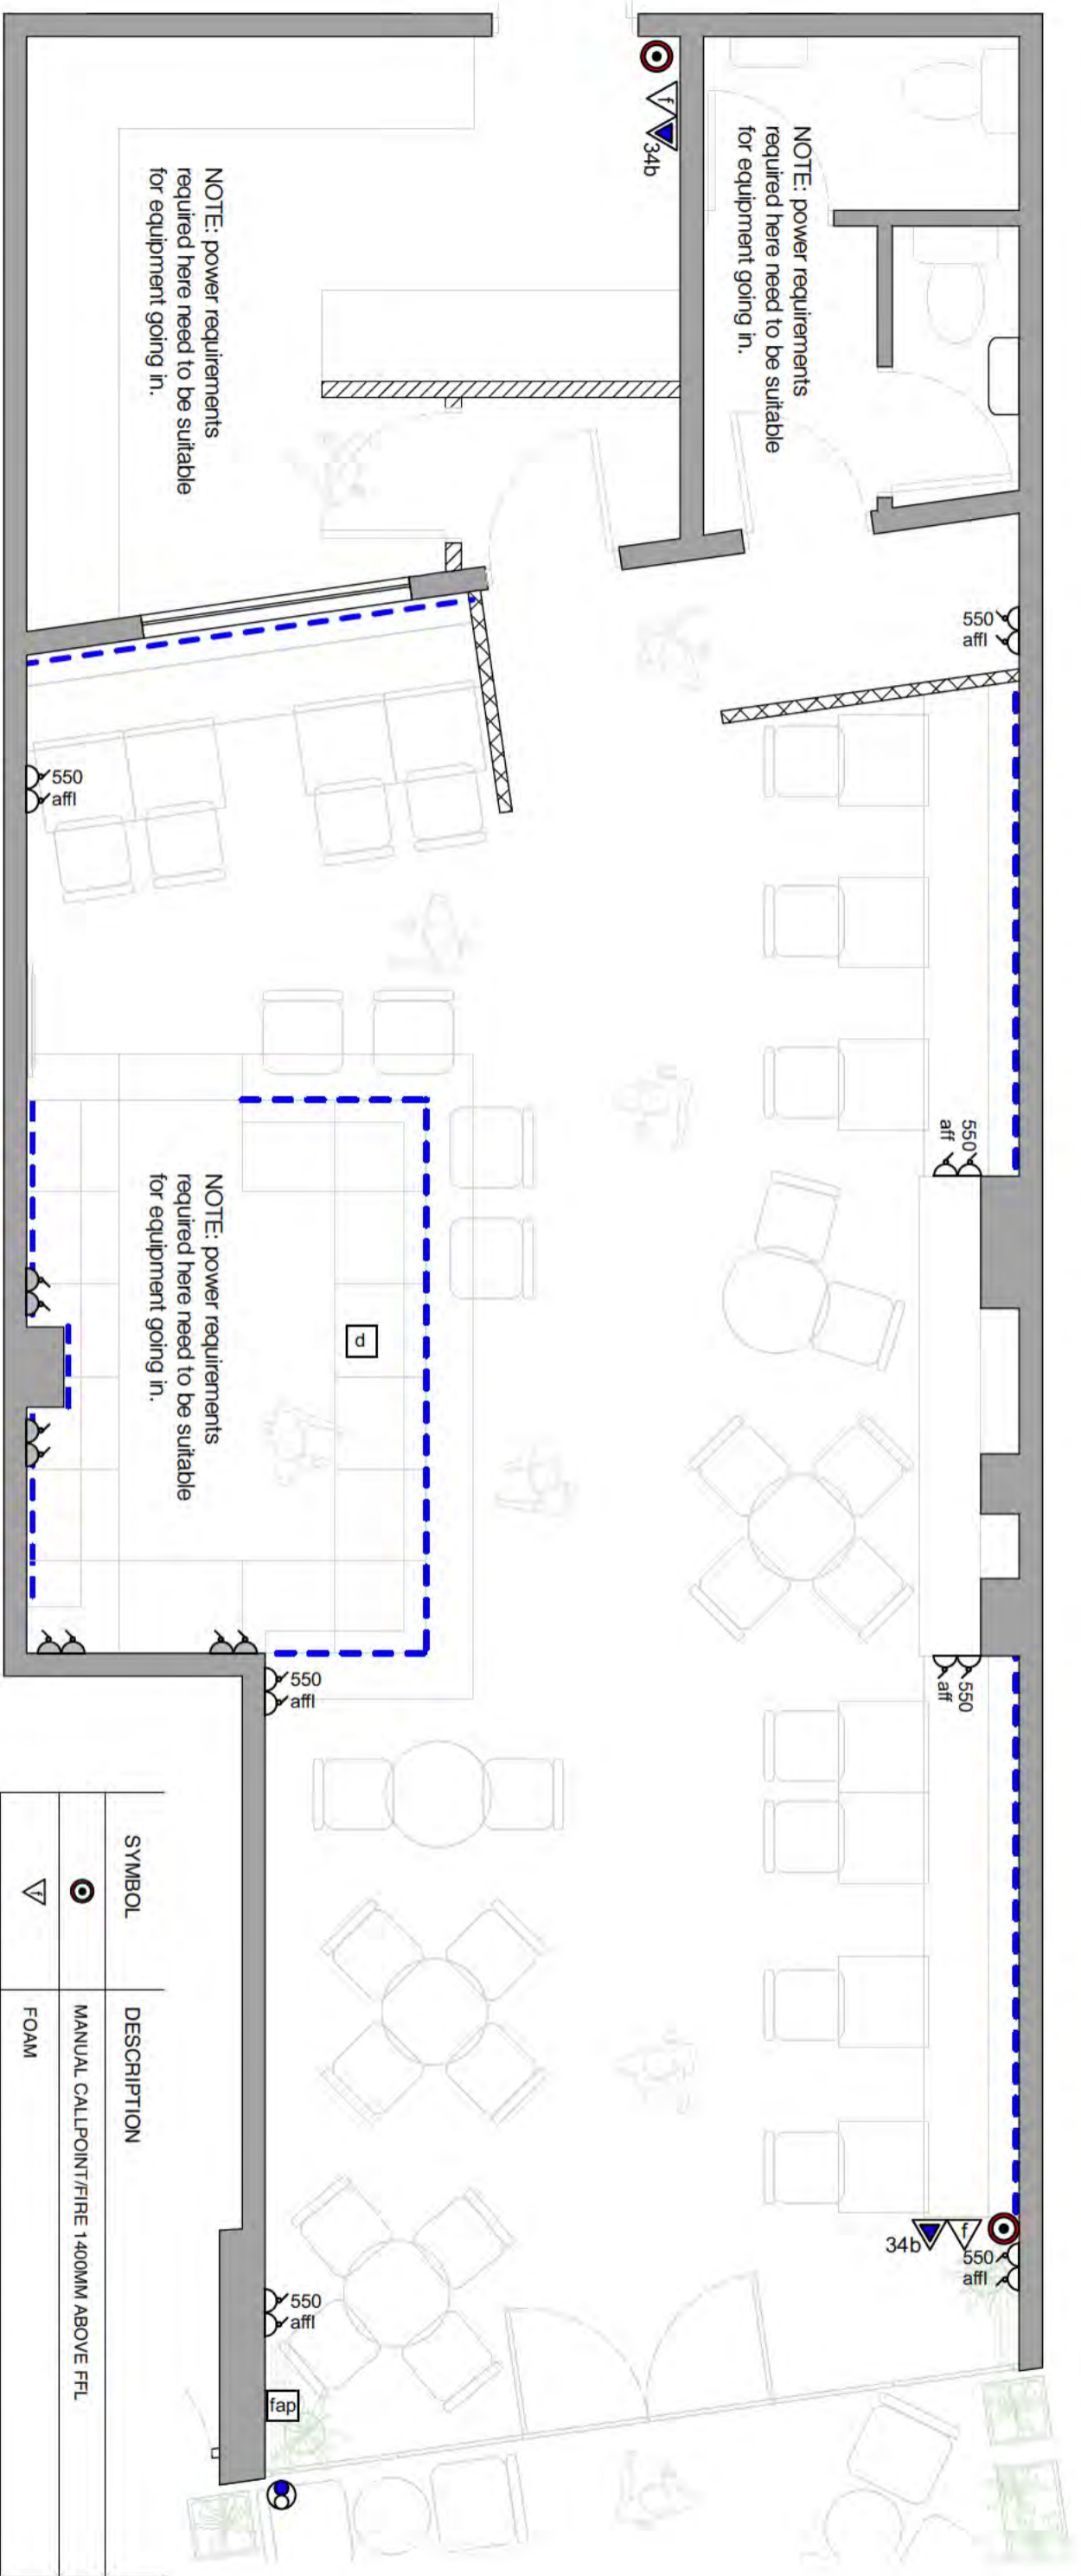 34b
f
NOTE: power requirements
required here need to be suitable
for equipment going in.
NOTE: power requirements
required here need to be suitable
for equipment going in.
550
affl
550
affl
550
aff
d
NOTE: power requirements
required here need to be suitable
for equipment going in.
550
affl
550
aff
34b
f
550
affl
550
affl
fap
SYMBOL
DESCRIPTION
MANUAL CALLPOINT/FIRE 1400MM ABOVE FFL
f
FOAM